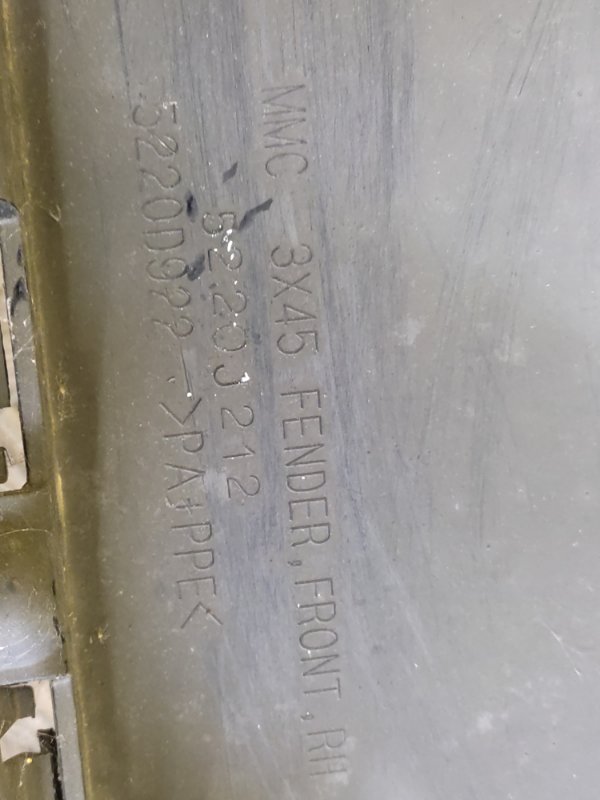 MMC 3X45 FENDER,FRONT,RH
5220J212
5220D922 >PA+PPE<